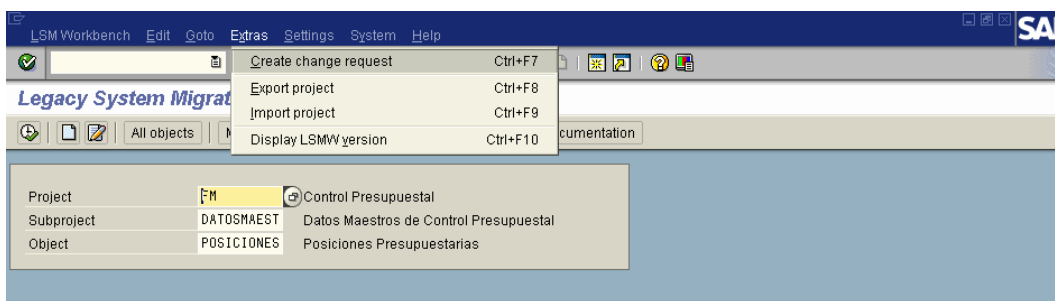 LSM Workbench Edit Goto Extras Settings System Help
SA
Create change request Ctrl+F7
Export project Ctrl+F8
Legacy System Migrat
Import project Ctrl+F9
All objects Display LSMW version Ctrl+F10 cumentation
Project FM Control Presupuestal
Subproject DATOSMAEST Datos Maestros de Control Presupuestal
Object POSICIONES Posiciones Presupuestarias